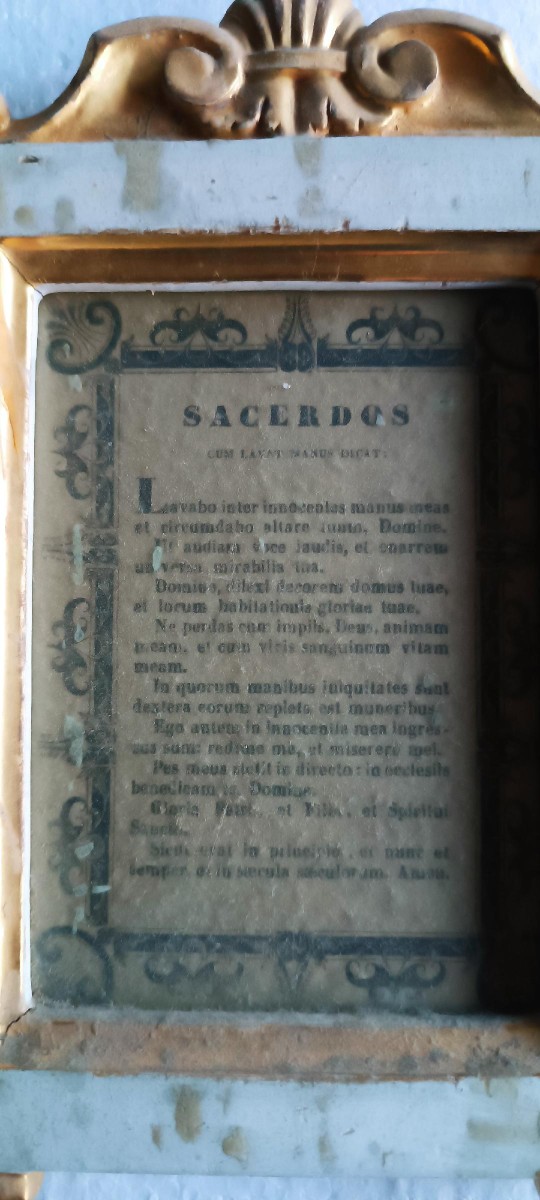 SACERDOS
CUM LAVAT MANUS DICAT:
Lavabo inter innocentes manus meas
et circumdabo altare tuum, Domine.
Ut audiam voce laudis, et enarrem
universa mirabilia tua.
Domine, dilexi decorem domus tuae,
et locum habitationis gloriae tuae.
Ne perdas cum impiis, Deus, animam
meam, et cum viris sanguinum vitam
meam.
In quorum manibus iniquitates sunt
dextera eorum repleta est muneribus.
Ego autem in innocentia mea ingres-
sus sum: redime me, et miserere mei.
Pes meus stetit in directo: in ecclesiis
benedicam te, Domine.
Gloria Patri, et Filio, et Spiritui
Sancto.
Sicut erat in principio, et nunc et
semper et in saecula saeculorum. Amen.